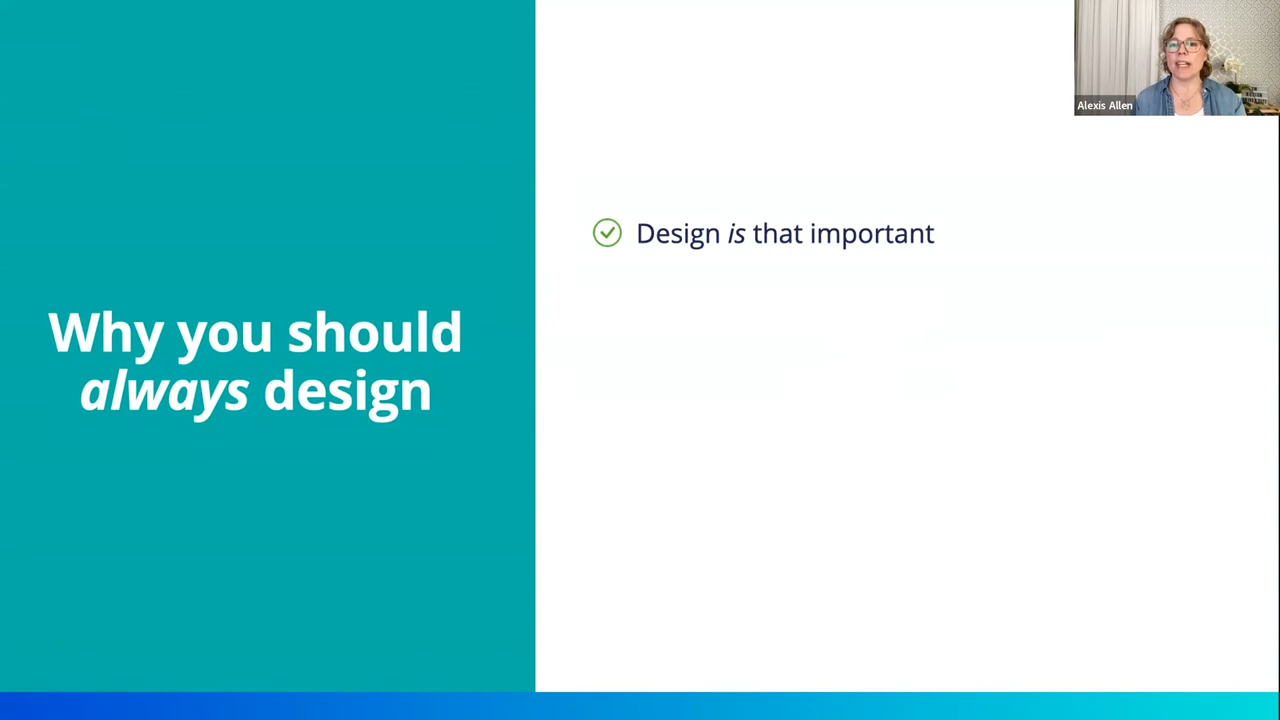 Why you should
always design
Design is that important
Alexis Allen